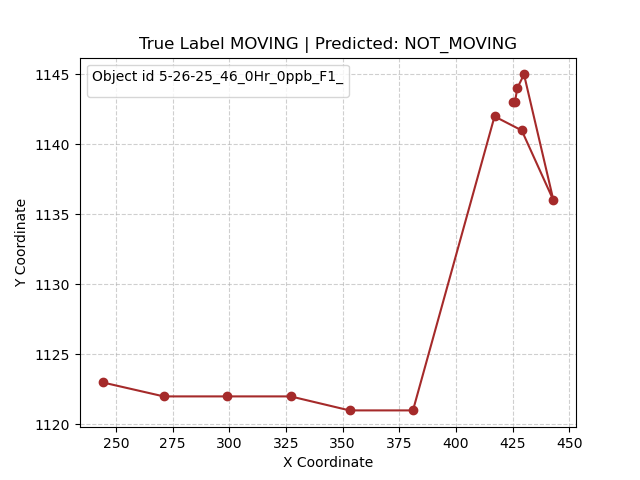 True Label MOVING | Predicted: NOT_MOVING
Object id 5-26-25_46_0Hr_0ppb_F1_
1145
1140
1135
1130
1125
1120
Y Coordinate
250 275 300 325 350 375 400 425 450
X Coordinate